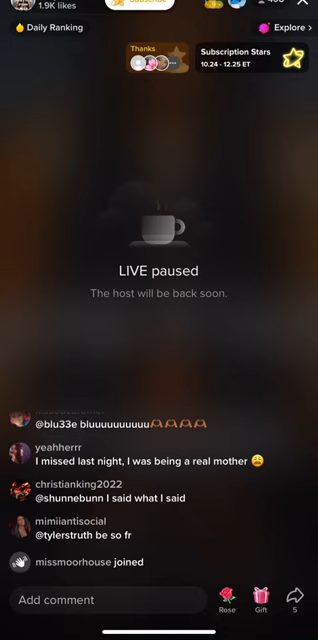 1.9K likes
Subscribe
Daily Ranking
Explore >
Thanks
Subscription Stars
10.24 - 12.25 ET
LIVE paused
The host will be back soon.
@blu33e bluuuuuuuuuu
yeahherrr
I missed last night, I was being a real mother 😩
christianking2022
@shunnebunn I said what I said
mimiiantisocial
@tylerstruth be so fr
missmoorhouse joined
Add comment
Rose
Gift
5